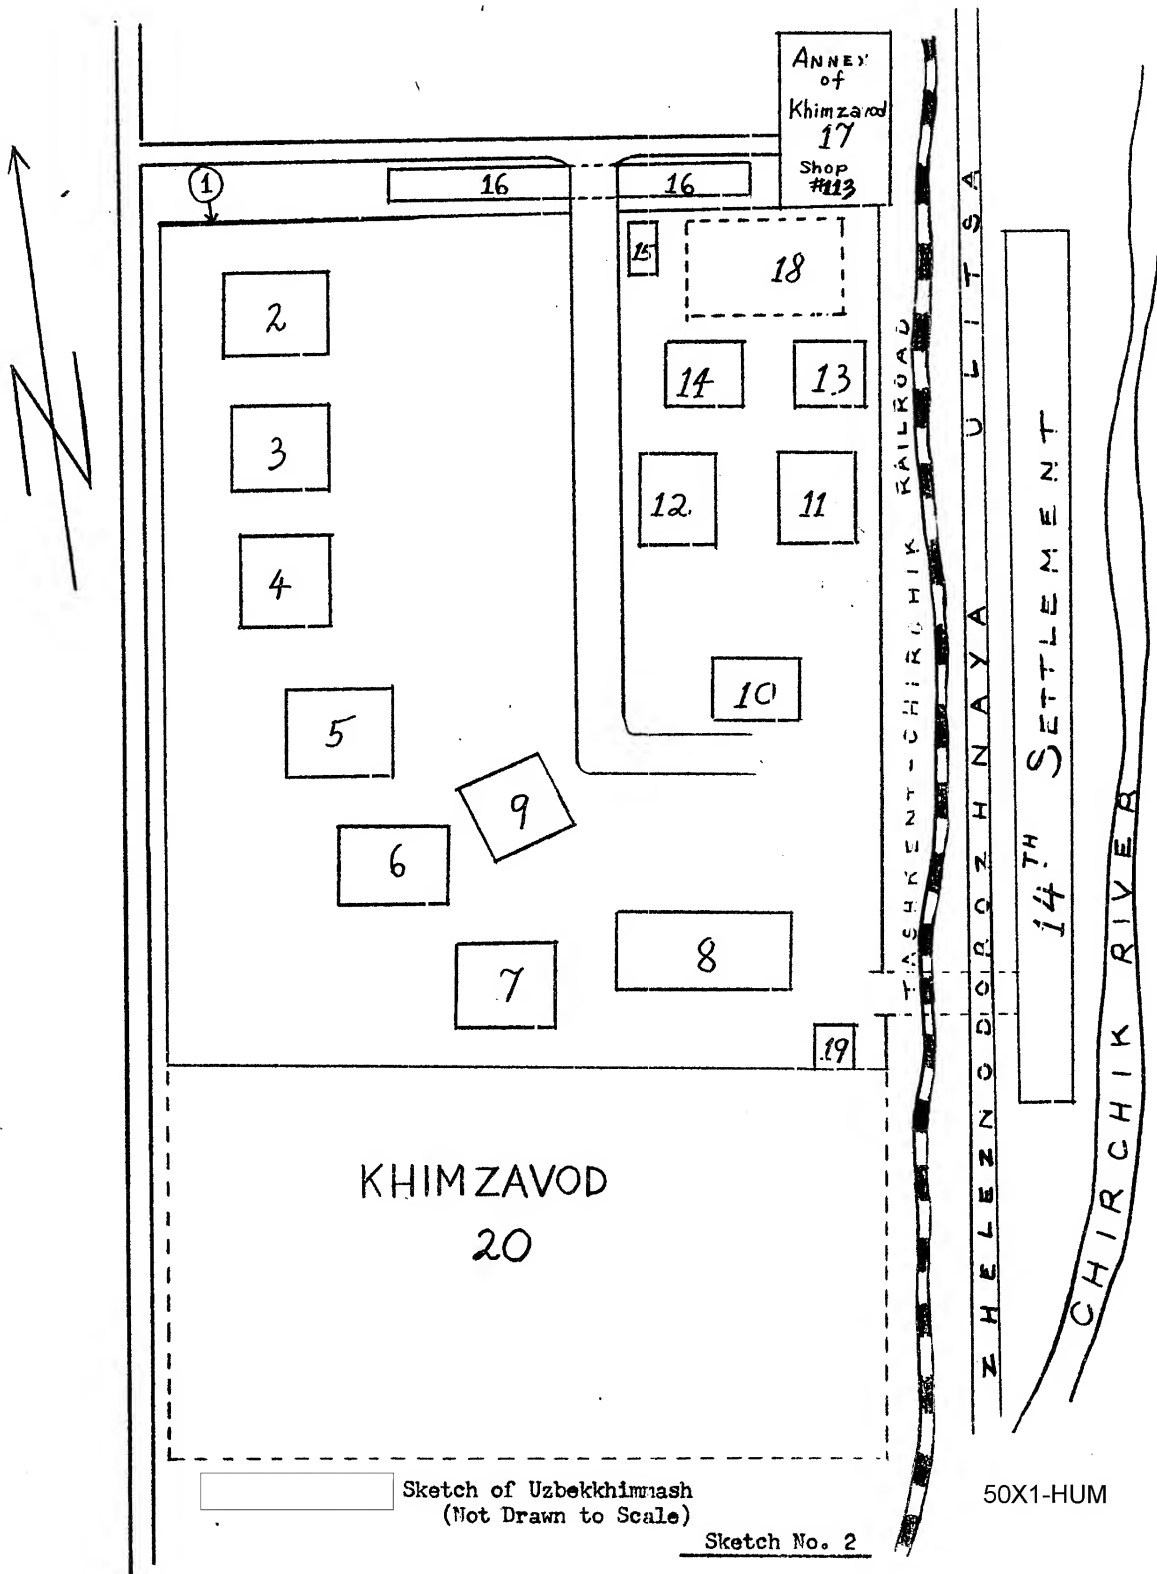 ANNEX
of
Khimzavod
17
Shop
#113
1
16
16
15
18
2
14
13
3
12
11
4
10
5
9
6
8
7
19
TASHKENT-CHIRCHIK RAILROAD
ZHELEZNODOROZHNAYA ULITSA
14TH SETTLEMENT
CHIRCHIK RIVER
N
KHIMZAVOD
20
Sketch of Uzbekkhimmash
(Not Drawn to Scale)
Sketch No. 2
50X1-HUM